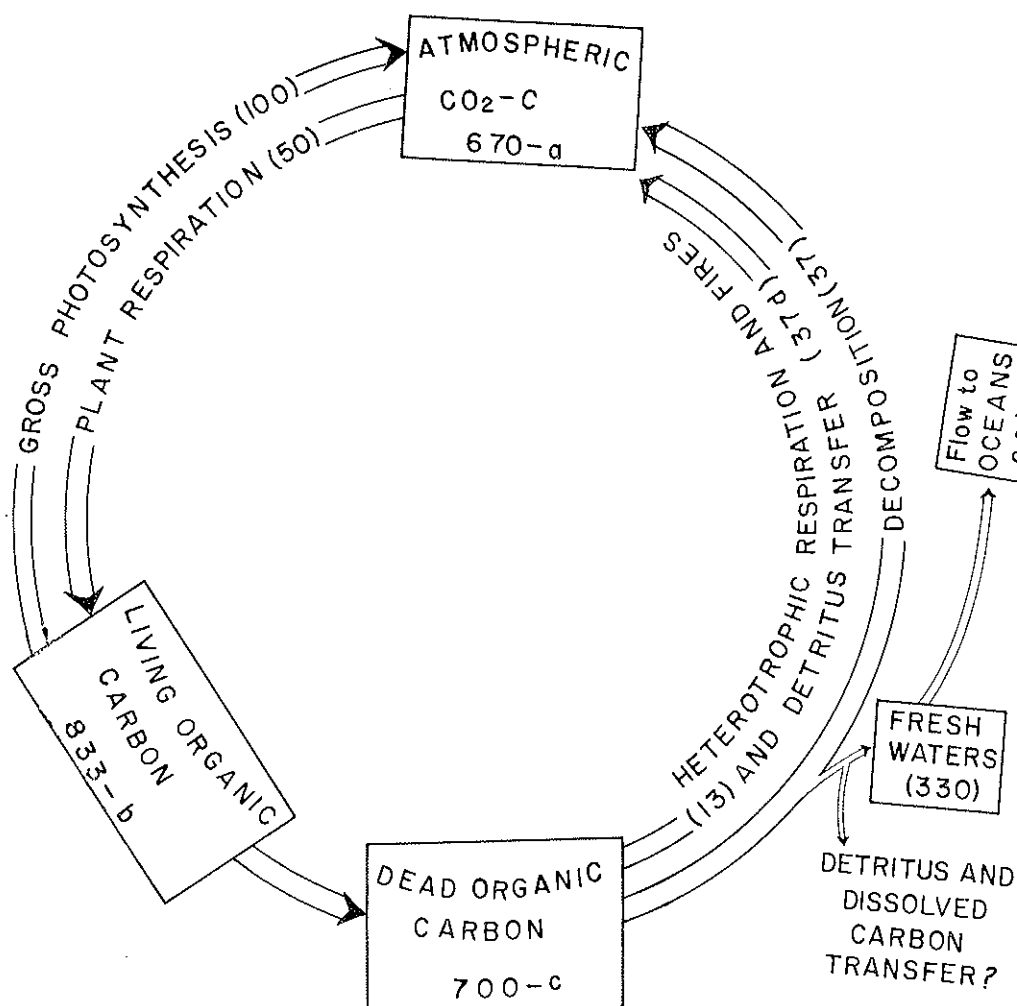 ATMOSPHERIC
CO₂-C
670-a
GROSS PHOTOSYNTHESIS (100)
PLANT RESPIRATION (50)
HETEROTROPHIC RESPIRATION AND FIRES
(13) AND DETRITUS TRANSFER (37d)
DECOMPOSITION (37)
Flow to
OCEANS
LIVING ORGANIC
CARBON
833-b
FRESH
WATERS
(330)
DEAD ORGANIC
CARBON
700-c
DETRITUS AND
DISSOLVED
CARBON
TRANSFER?